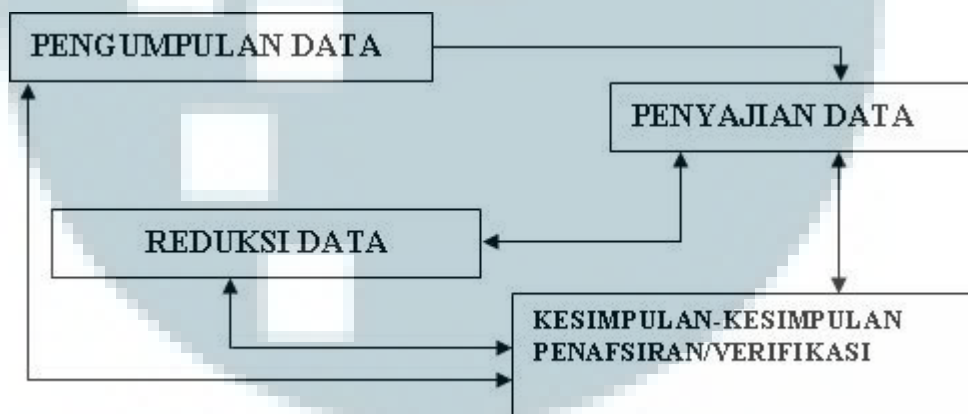 PENGUMPULAN DATA
PENYAJIAN DATA
REDUKSI DATA
KESIMPULAN-KESIMPULAN
PENAFSIRAN/VERIFIKASI